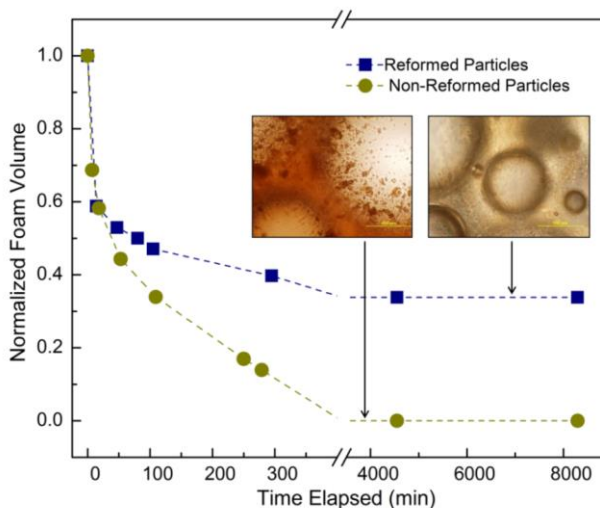 Reformed Particles
Non-Reformed Particles
Normalized Foam Volume
1.0
0.8
0.6
0.4
0.2
0.0
0 100 200 300 4000 6000 8000
Time Elapsed (min)